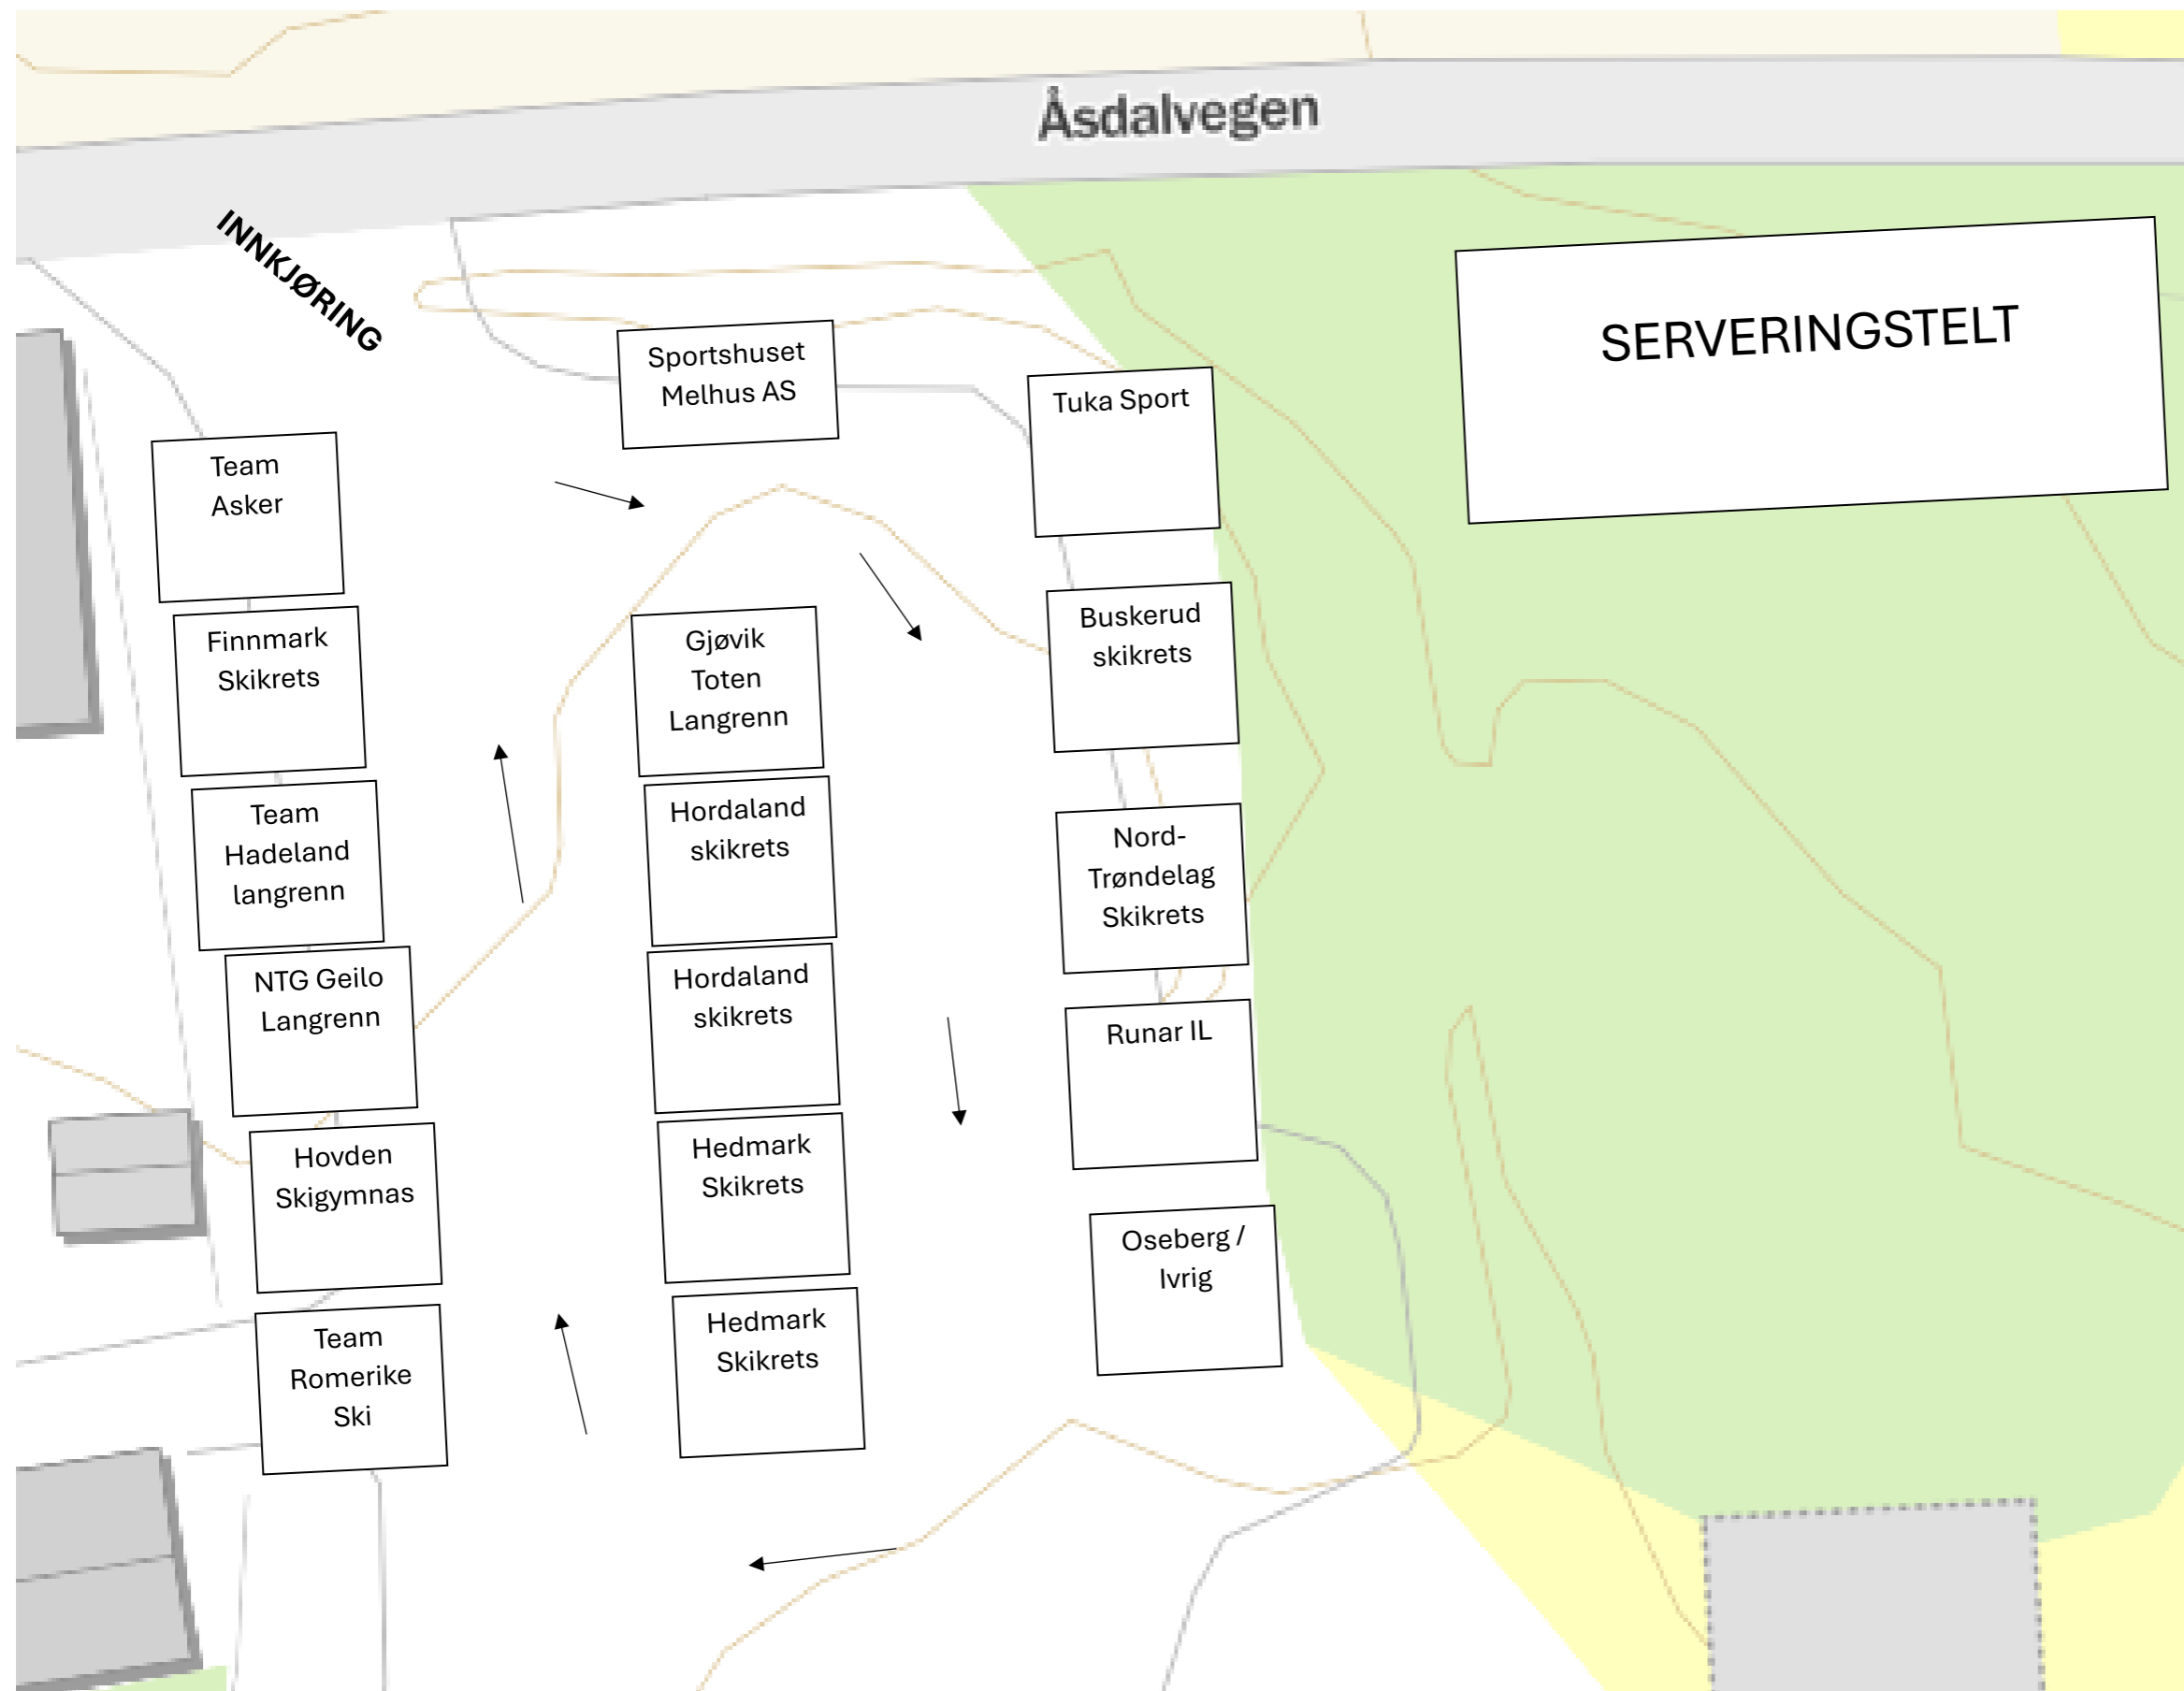 Åsdalvegen
INNKJØRING
SERVERINGSTELT
Sportshuset
Melhus AS
Tuka Sport
Team
Asker
Finnmark
Skikrets
Team
Hadeland
langrenn
NTG Geilo
Langrenn
Hovden
Skigymnas
Team
Romerike
Ski
Gjøvik
Toten
Langrenn
Hordaland
skikrets
Hordaland
skikrets
Hedmark
Skikrets
Hedmark
Skikrets
Buskerud
skikrets
Nord-
Trøndelag
Skikrets
Runar IL
Oseberg /
Ivrig